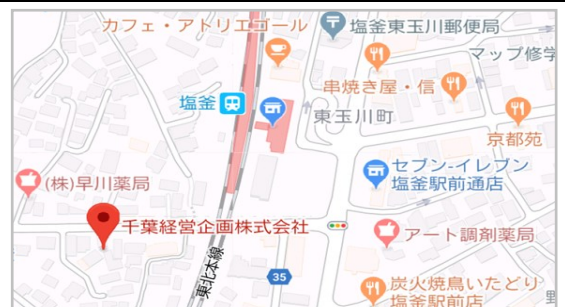 カフェ・アトリエゴール
塩釜東玉川郵便局
マップ修学
串焼き屋・信
塩釜
東玉川町
京都苑
セブン-イレブン
塩釜駅前通店
(株)早川薬局
千葉経営企画株式会社
アート調剤薬局
東北本線
35
炭火焼鳥いたどり
塩釜駅前店
野